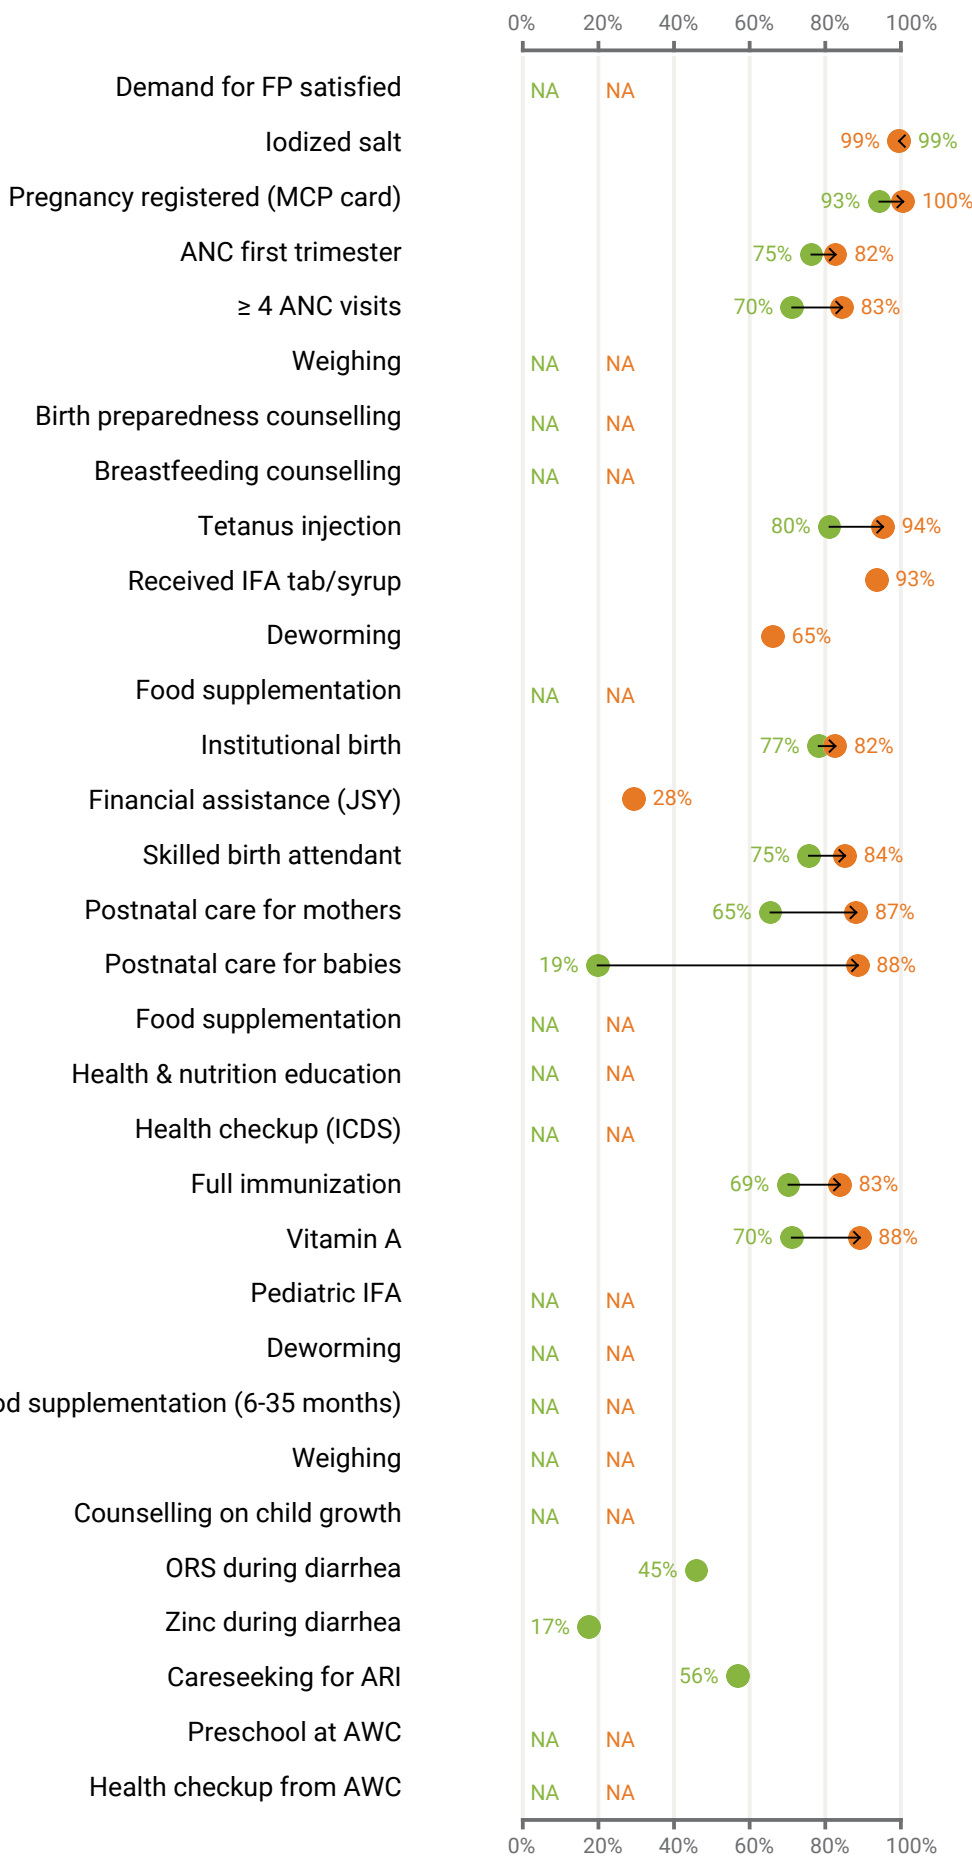 0% 20% 40% 60% 80% 100%
Demand for FP satisfied NA NA
Iodized salt 99% 99%
Pregnancy registered (MCP card) 93% 100%
ANC first trimester 75% 82%
≥ 4 ANC visits 70% 83%
Weighing NA NA
Birth preparedness counselling NA NA
Breastfeeding counselling NA NA
Tetanus injection 80% 94%
Received IFA tab/syrup 93%
Deworming 65%
Food supplementation NA NA
Institutional birth 77% 82%
Financial assistance (JSY) 28%
Skilled birth attendant 75% 84%
Postnatal care for mothers 65% 87%
Postnatal care for babies 19% 88%
Food supplementation NA NA
Health & nutrition education NA NA
Health checkup (ICDS) NA NA
Full immunization 69% 83%
Vitamin A 70% 88%
Pediatric IFA NA NA
Deworming NA NA
od supplementation (6-35 months) NA NA
Weighing NA NA
Counselling on child growth NA NA
ORS during diarrhea 45%
Zinc during diarrhea 17%
Careseeking for ARI 56%
Preschool at AWC NA NA
Health checkup from AWC NA NA
0% 20% 40% 60% 80% 100%